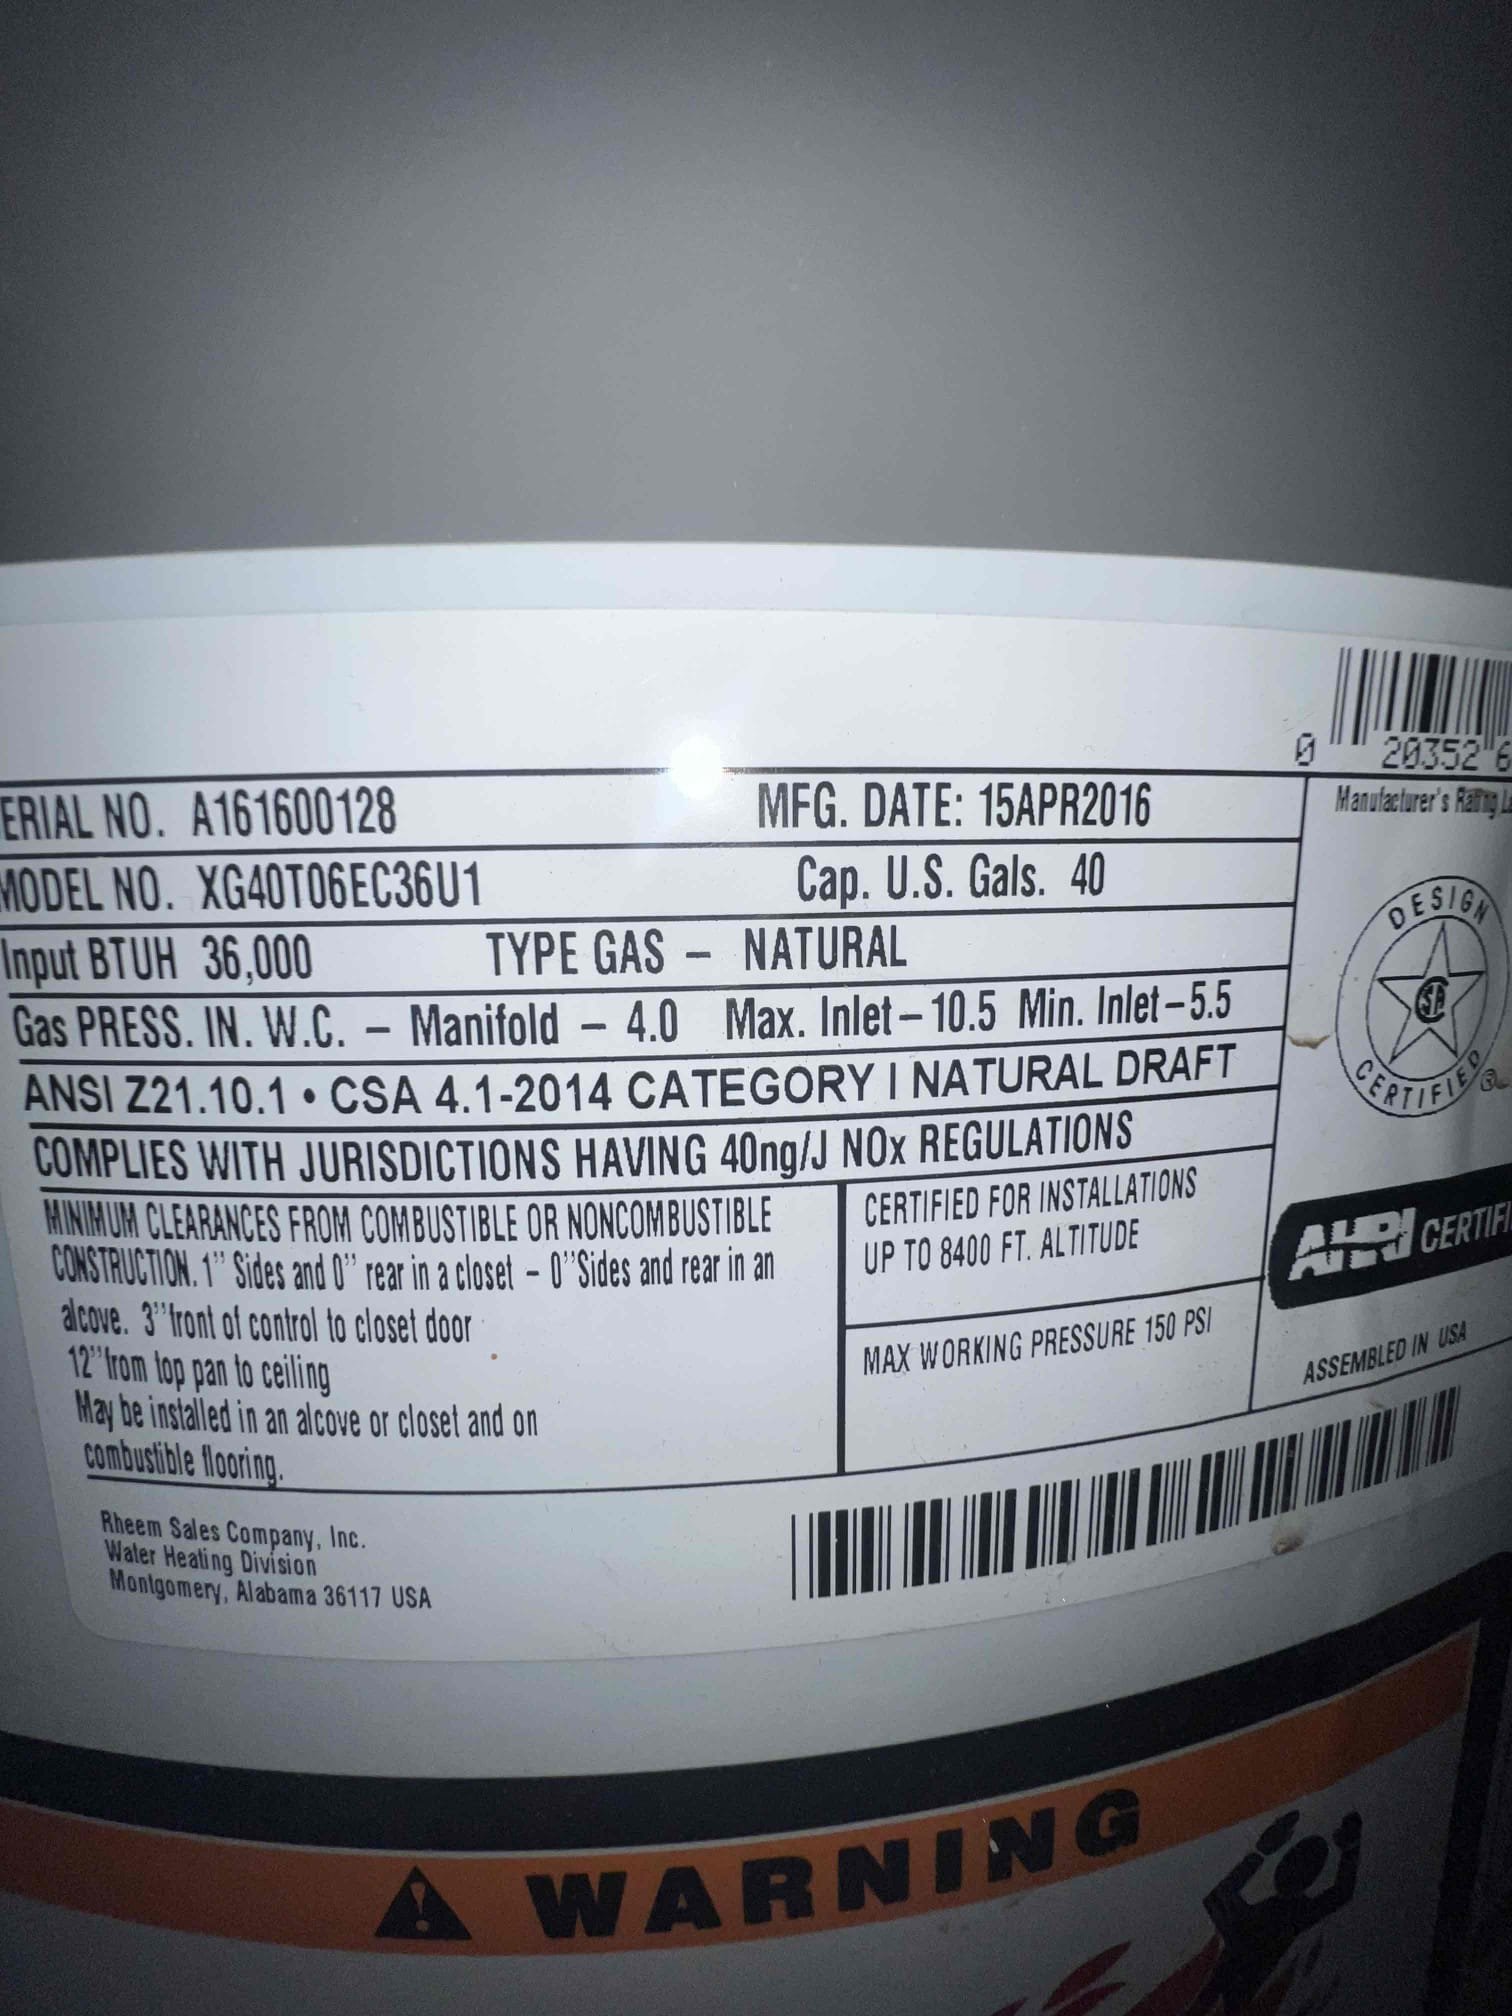 0 20352 6
ERIAL NO. A161600128 MFG. DATE: 15APR2016
Manufacturer's Rating
MODEL NO. XG40T06EC36U1 Cap. U.S. Gals. 40
Input BTUH 36,000 TYPE GAS – NATURAL
Gas PRESS. IN. W.C. – Manifold – 4.0 Max. Inlet–10.5 Min. Inlet–5.5
ANSI Z21.10.1 • CSA 4.1-2014 CATEGORY I NATURAL DRAFT
COMPLIES WITH JURISDICTIONS HAVING 40ng/J NOx REGULATIONS
DESIGN
SA
CERTIFIED ®
MINIMUM CLEARANCES FROM COMBUSTIBLE OR NONCOMBUSTIBLE
CONSTRUCTION. 1'' Sides and 0'' rear in a closet – 0''Sides and rear in an
alcove. 3''front of control to closet door
12''from top pan to ceiling
May be installed in an alcove or closet and on
combustible flooring.
CERTIFIED FOR INSTALLATIONS
UP TO 8400 FT. ALTITUDE
MAX WORKING PRESSURE 150 PSI
AHRI CERTIFI
ASSEMBLED IN USA
Rheem Sales Company, Inc.
Water Heating Division
Montgomery, Alabama 36117 USA
WARNING